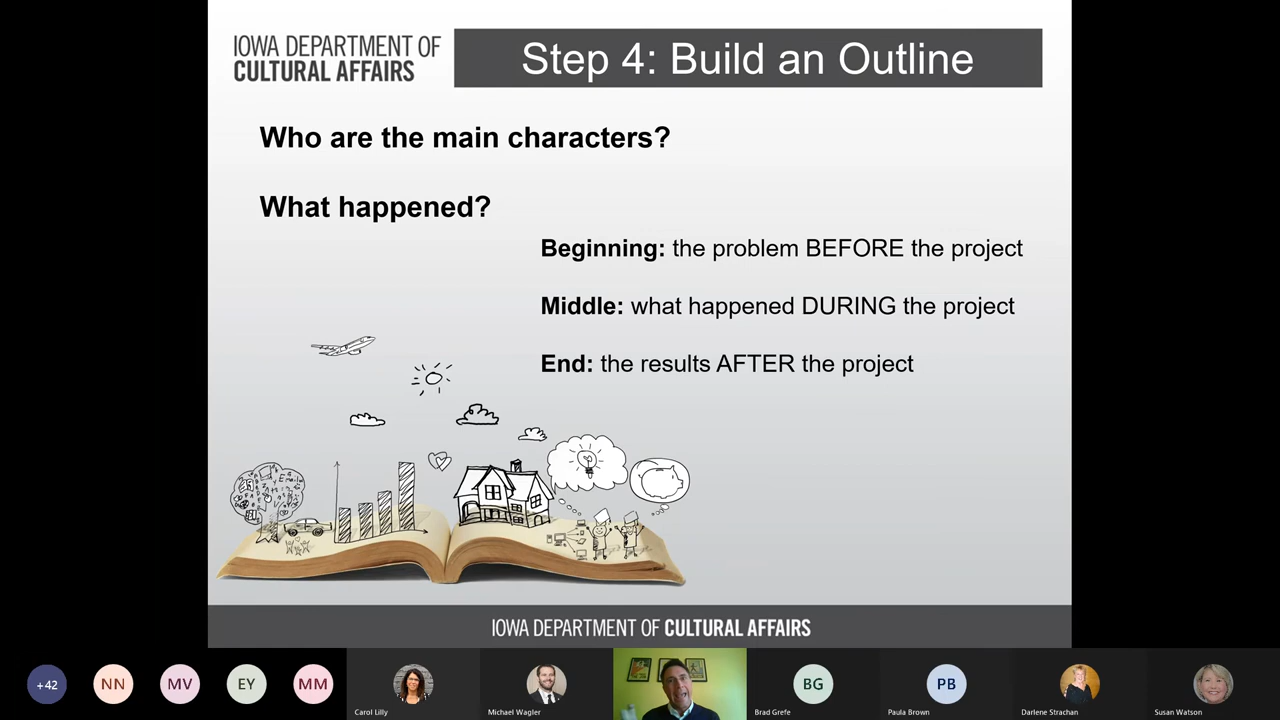 IOWA DEPARTMENT OF
CULTURAL AFFAIRS
Step 4: Build an Outline
Who are the main characters?
What happened?
Beginning: the problem BEFORE the project
Middle: what happened DURING the project
End: the results AFTER the project
IOWA DEPARTMENT OF CULTURAL AFFAIRS
+42
NN
MV
EY
MM
Carol Lilly
Michael Wagler
BG
Brad Grefe
PB
Paula Brown
Darlene Strachan
Susan Watson